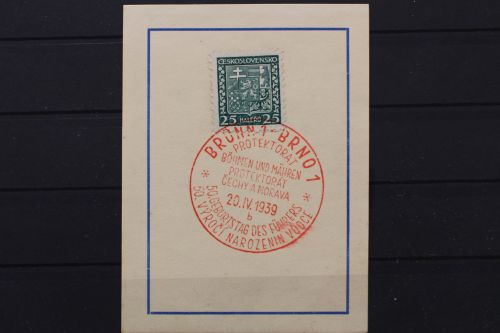 ČESKOSLOVENSKO
25 HALÉŘŮ 25
BRÜNN 1 BRNO 1
PROTEKTORAT
BÖHMEN UND MÄHREN
PROTEKTORÁT
ČECHY A MORAVA
20.IV.1939
b
* 50. GEBURTSTAG DES FÜHRERS *
50. VÝROČÍ NAROZENIN VŮDCE